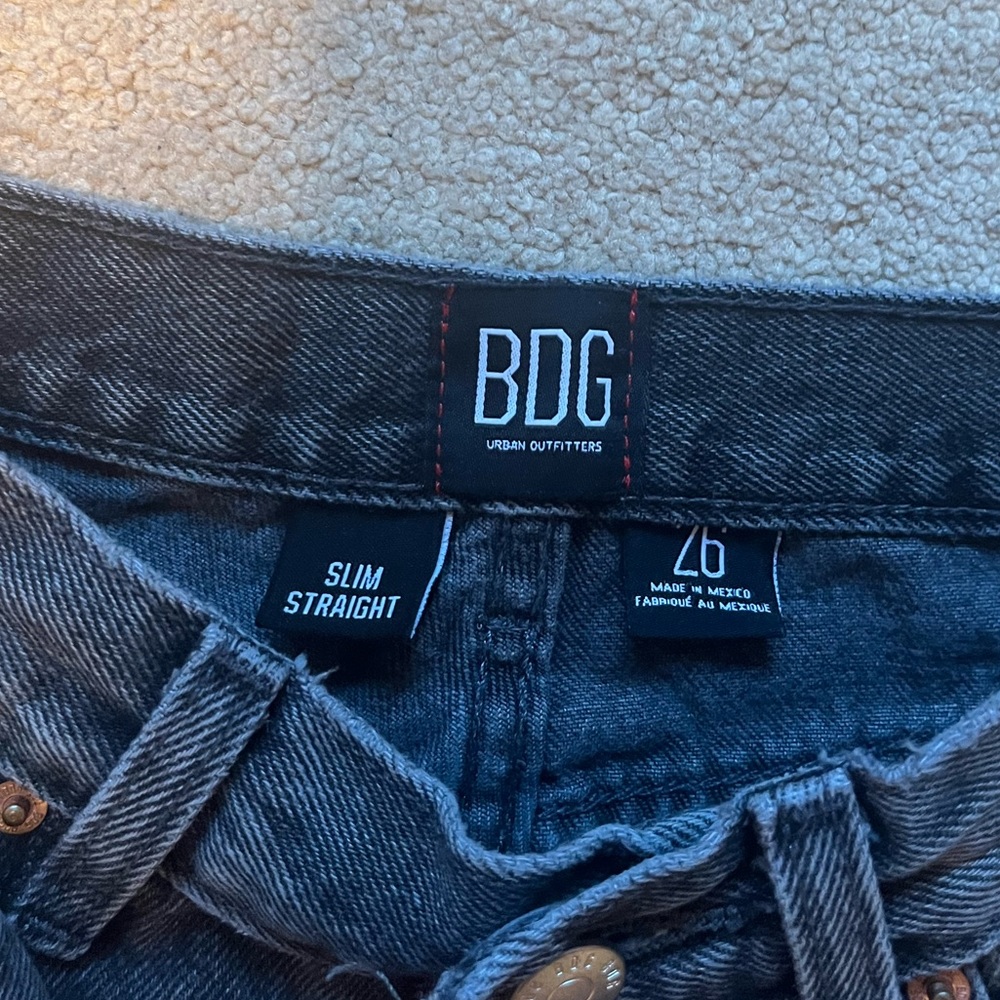 BDG
URBAN OUTFITTERS
SLIM
STRAIGHT
26
MADE IN MEXICO
FABRIQUÉ AU MEXIQUE